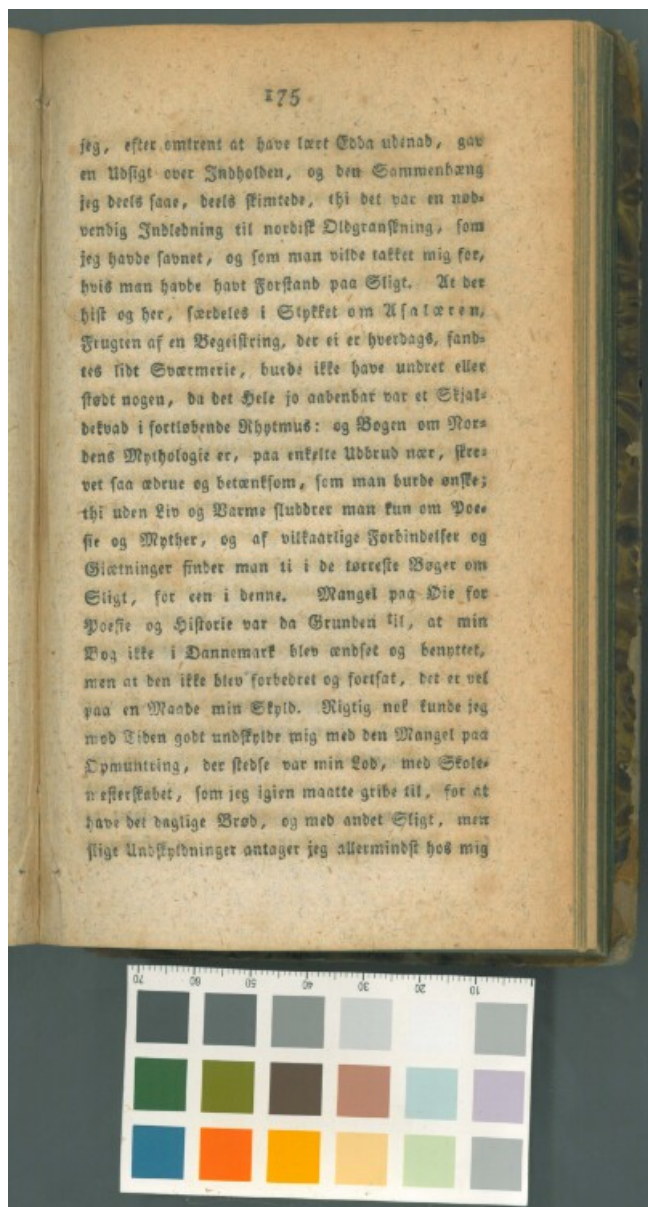 175
jeg, efter omtrent at have lært Edda udenad, gav
en Udsigt over Indholden, og den Sammenhæng
jeg deels saae, deels skimtede, thi det var en nød-
vendig Indledning til nordisk Oldgranskning, som
jeg havde savnet, og som man vilde takket mig for,
hvis man havde havt Forstand paa Sligt. At der
hist og her, særdeles i Stykket om Asalæren,
Frugten af en Begeistring, der ei er hverdags, fand-
tes lidt Sværmerie, burde ikke have undret eller
stødt nogen, da det Hele jo aabenbar var et Skjal-
dekvad i fortløbende Rhytmus: og Bogen om Nor-
dens Mythologie er, paa enkelte Udbrud nær, skre-
vet saa ædrue og betænksom, som man burde ønske;
thi uden Liv og Varme sluddrer man kun om Poe-
sie og Myther, og af vilkaarlige Forbindelser og
Giætninger finder man ti i de tørreste Bøger om
Sligt, for een i denne. Mangel paa Øie for
Poesie og Historie var da Grunden til, at min
Bog ikke i Dannemark blev ændset og benyttet,
men at den ikke blev forbedret og fortsat, det er vel
paa en Maade min Skyld. Rigtig nok kunde jeg
mod Tiden godt undskylde mig med den Mangel paa
Opmuntring, der stedse var min Lod, med Skole-
mesterskabet, som jeg igien maatte gribe til, for at
have det daglige Brød, og med andet Sligt, men
slige Undskyldninger antager jeg allermindst hos mig
70 60 50 40 30 20 10